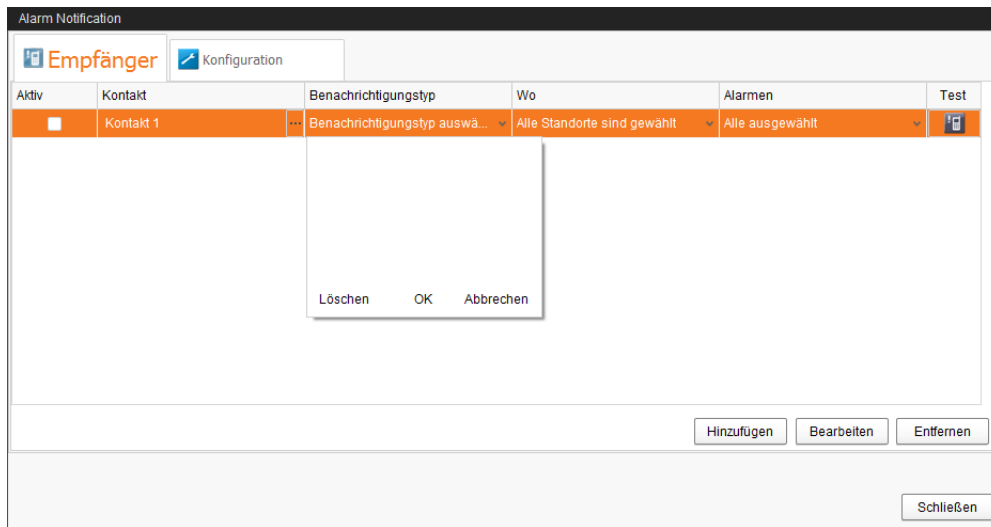 Alarm Notification
Empfänger Konfiguration
Aktiv Kontakt Benachrichtigungstyp Wo Alarmen Test
Kontakt 1 ... Benachrichtigungstyp auswä... Alle Standorte sind gewählt Alle ausgewählt
Löschen OK Abbrechen
Hinzufügen Bearbeiten Entfernen
Schließen